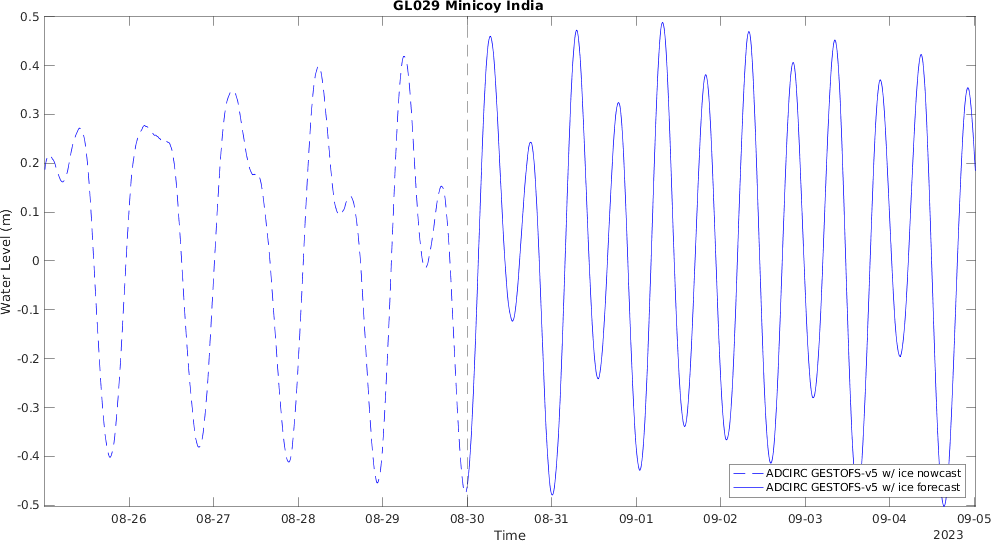 GL029 Minicoy India
Water Level (m)
0.5
0.4
0.3
0.2
0.1
0
-0.1
-0.2
-0.3
-0.4
-0.5
ADCIRC GESTOFS-v5 w/ ice nowcast
ADCIRC GESTOFS-v5 w/ ice forecast
08-26 08-27 08-28 08-29 08-30 08-31 09-01 09-02 09-03 09-04 09-05
Time
2023